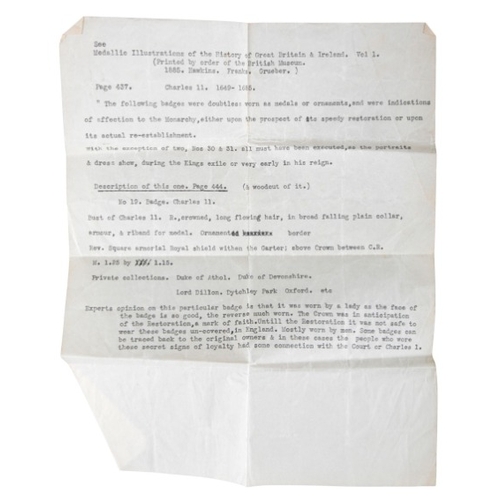 See
Medallic Illustrations of the History of Great Britain & Ireland. Vol 1.
(Printed by order of the British Museum.
1885. Hawkins. Franks. Grueber. )
Page 437. Charles 11. 1649- 1685.
" The following badges were doubtless worn as medals or ornaments,and were indications
of affection to the Monarchy,either upon the prospect of its speedy restoration or upon
its actual re-establishment.
With the exception of two, Nos 30 & 31. all must have been executed,as the portraits
& dress show, during the Kings exile or very early in his reign.
Description of this one. Page 444. (a woodcut of it.)
No 19. Badge. Charles 11.
Bust of Charles 11. R.,crowned, long flowing hair, in broad falling plain collar,
armour, & riband for medal. Ornamented border
Rev. Square armorial Royal shield within the Garter; above Crown between C.R.
M. 1.35 by 1.15.
Private collections. Duke of Athol. Duke of Devonshire.
Lord Dillon. Dytchley Park Oxford. etc
Experts opinion on this particular badge is that it was worn by a lady as the face of
the badge is so good, the reverse much worn. The Crown was in anticipation
of the Restoration,a mark of faith.Untill the Restoration it was not safe to
wear these badges un-covered,in England. Mostly worn by men. Some badges can
be traced back to the original owners & in these cases the people who wore
these secret signs of loyalty had some connection with the Court or Charles 1.